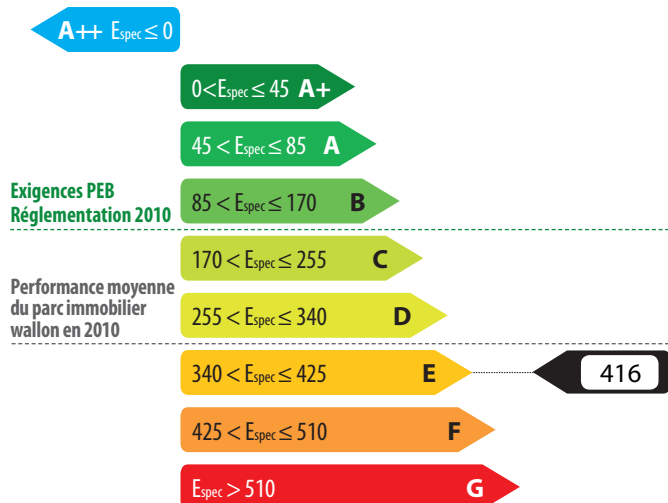 A++ Espec ≤ 0
0<Espec ≤ 45 A+
45 < Espec ≤ 85 A
Exigences PEB
Réglementation 2010
85 < Espec ≤ 170 B
170 < Espec ≤ 255 C
Performance moyenne
du parc immobilier
wallon en 2010
255 < Espec ≤ 340 D
340 < Espec ≤ 425 E
416
425 < Espec ≤ 510 F
Espec > 510 G